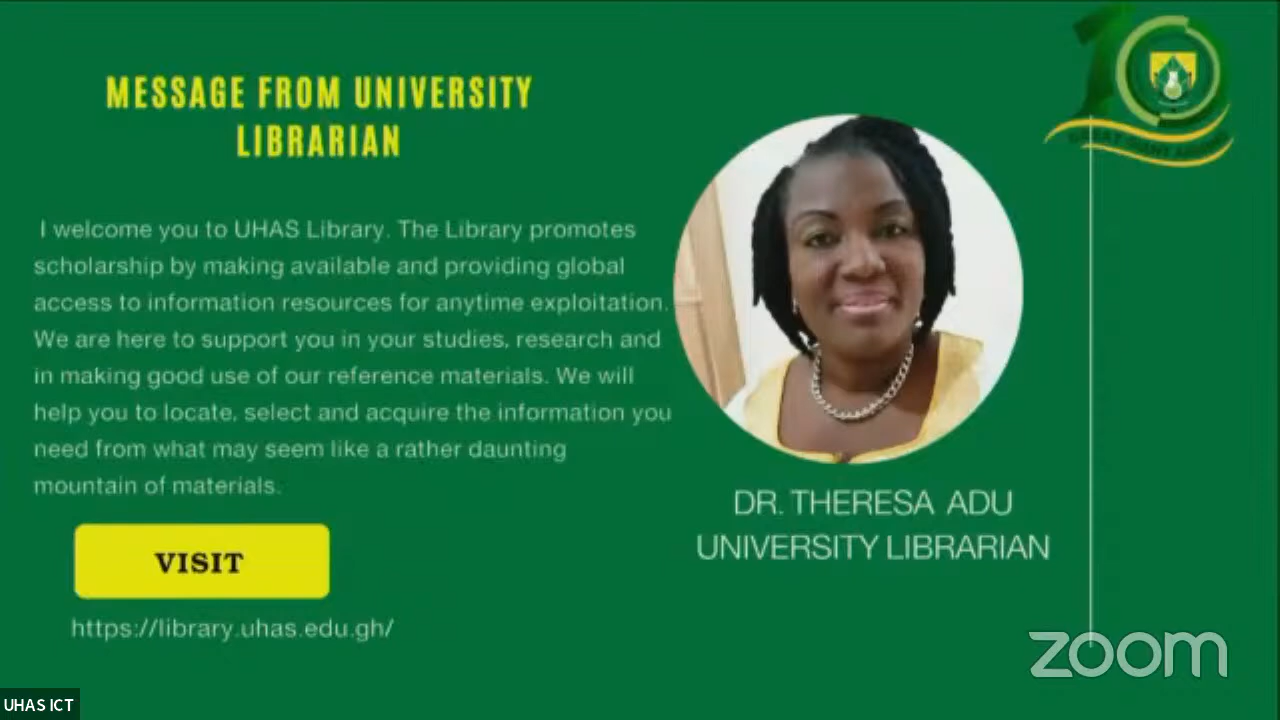 MESSAGE FROM UNIVERSITY
LIBRARIAN
I welcome you to UHAS Library. The Library promotes
scholarship by making available and providing global
access to information resources for anytime exploitation.
We are here to support you in your studies, research and
in making good use of our reference materials. We will
help you to locate, select and acquire the information you
need from what may seem like a rather daunting
mountain of materials.
VISIT
https://library.uhas.edu.gh/
DR. THERESA ADU
UNIVERSITY LIBRARIAN
zoom
UHAS ICT